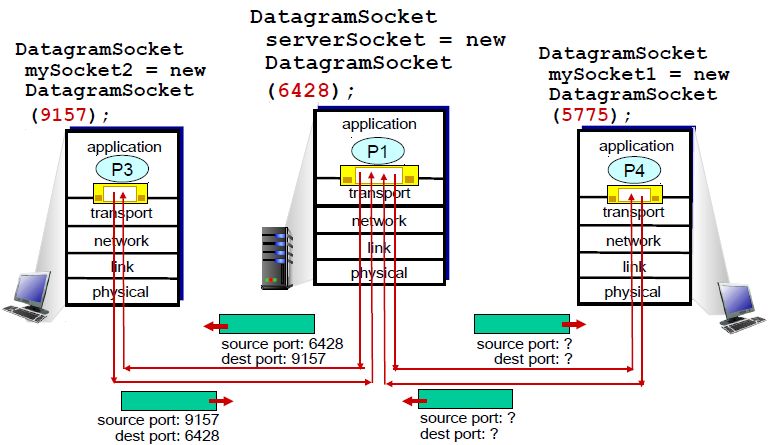 DatagramSocket
mySocket2 = new
DatagramSocket
(9157);
DatagramSocket
serverSocket = new
DatagramSocket
(6428);
DatagramSocket
mySocket1 = new
DatagramSocket
(5775);
application
P3
transport
network
link
physical
application
P1
transport
network
link
physical
application
P4
transport
network
link
physical
source port: 6428
dest port: 9157
source port: ?
dest port: ?
source port: 9157
dest port: 6428
source port: ?
dest port: ?